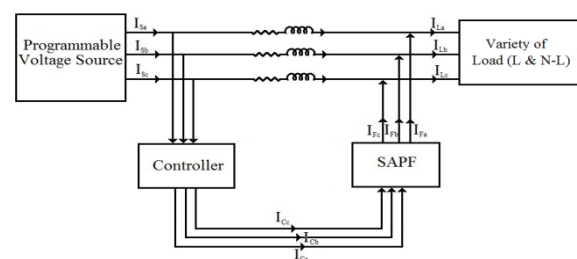 Programmable
Voltage Source
I_Sa
I_Sb
I_Sc
I_La
I_Lb
I_Lc
Variety of
Load (L & N-L)
I_Fc
I_Fb
I_Fa
Controller
SAPF
I_Cc
I_Cb